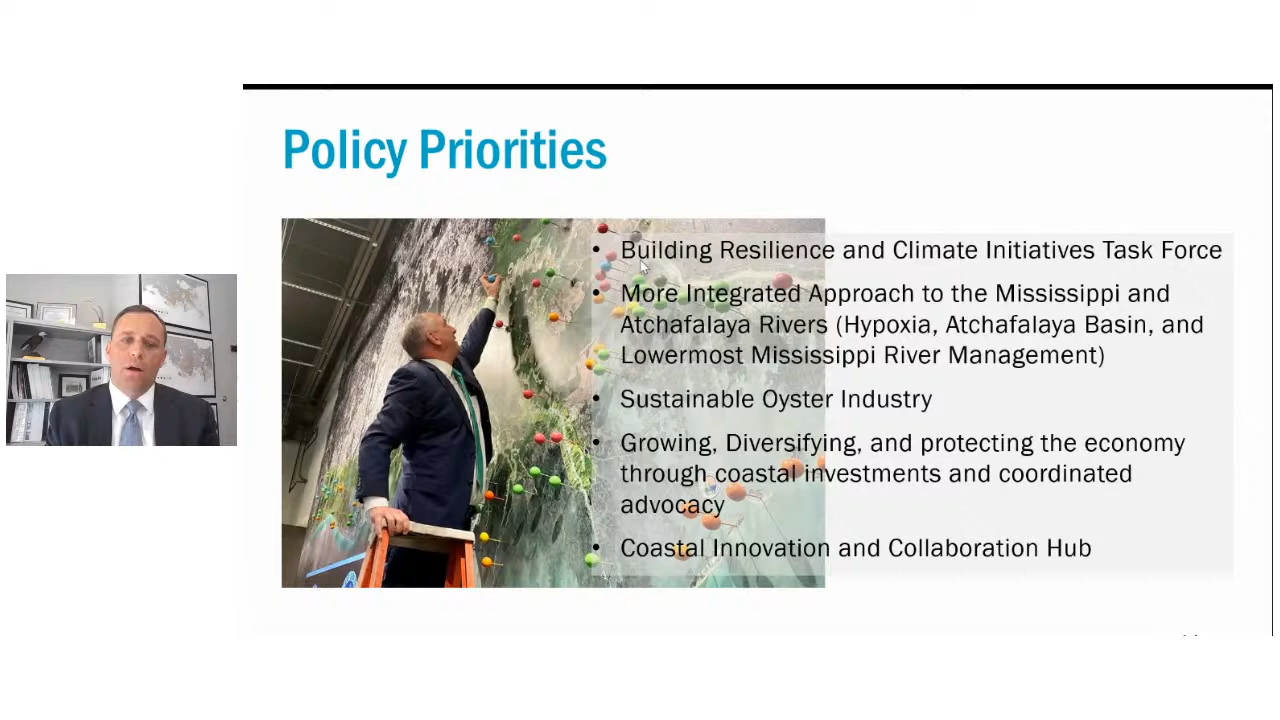 Policy Priorities
• Building Resilience and Climate Initiatives Task Force
• More Integrated Approach to the Mississippi and
Atchafalaya Rivers (Hypoxia, Atchafalaya Basin, and
Lowermost Mississippi River Management)
• Sustainable Oyster Industry
• Growing, Diversifying, and protecting the economy
through coastal investments and coordinated
advocacy
• Coastal Innovation and Collaboration Hub